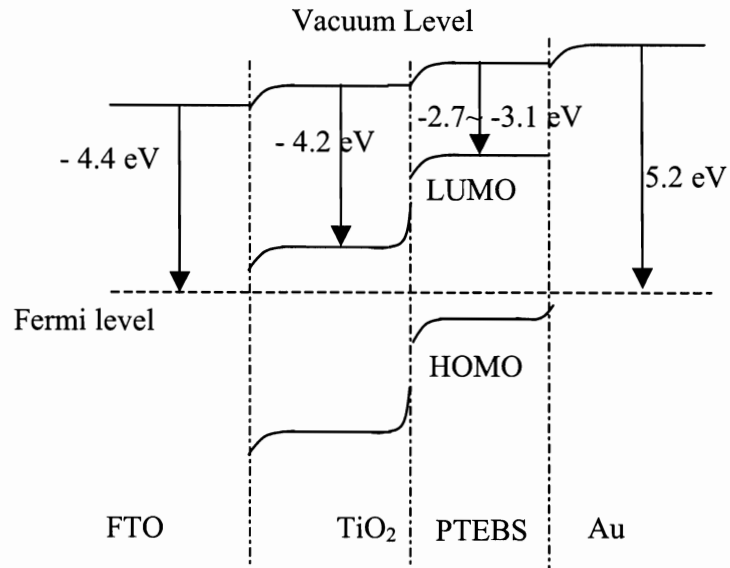 Vacuum Level
-2.7~ -3.1 eV
- 4.2 eV
- 4.4 eV
5.2 eV
LUMO
Fermi level
HOMO
FTO TiO₂ PTEBS Au